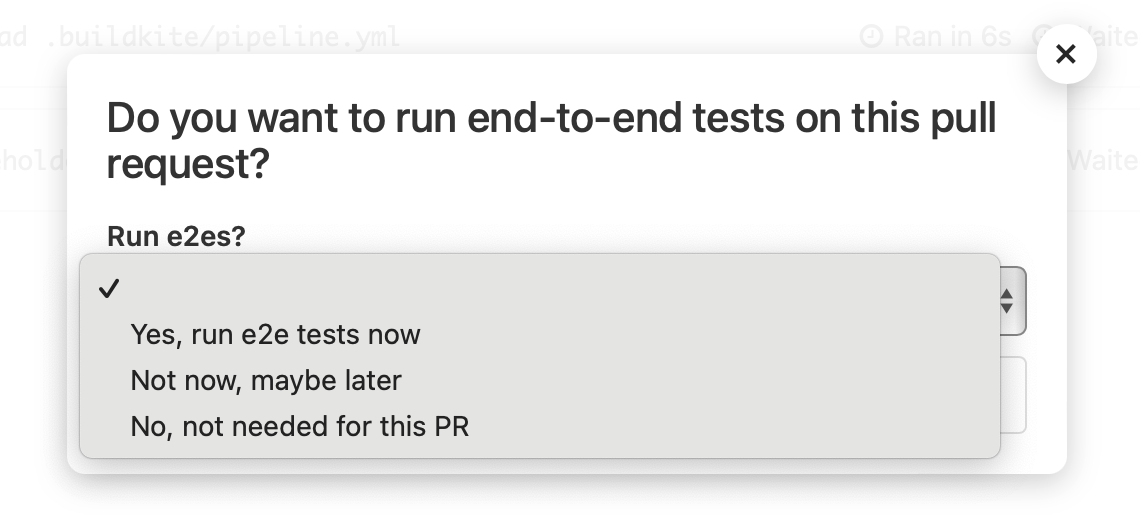 ad .buildkite/pipeline.yml Ran in 6s Waite
Do you want to run end-to-end tests on this pull
request?
Waite
Run e2es?
Yes, run e2e tests now
Not now, maybe later
No, not needed for this PR